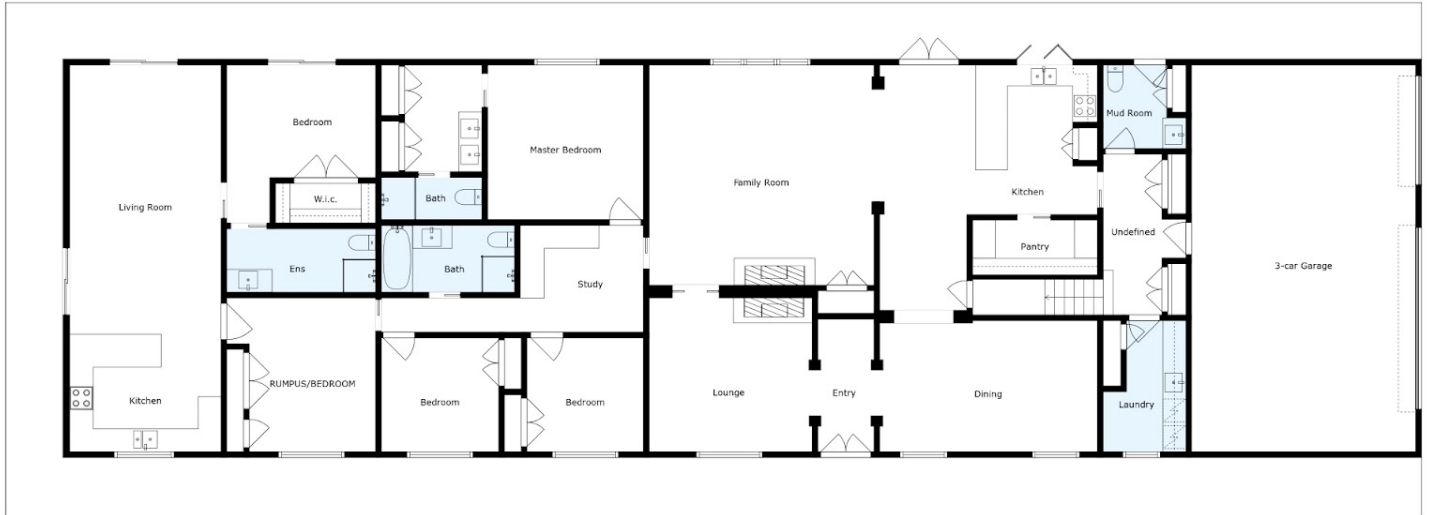 Bedroom
Master Bedroom
Mud Room
Living Room
W.i.c.
Bath
Family Room
Kitchen
Undefined
Pantry
3-car Garage
Ens
Bath
Study
RUMPUS/BEDROOM
Kitchen
Bedroom
Bedroom
Lounge
Entry
Dining
Laundry